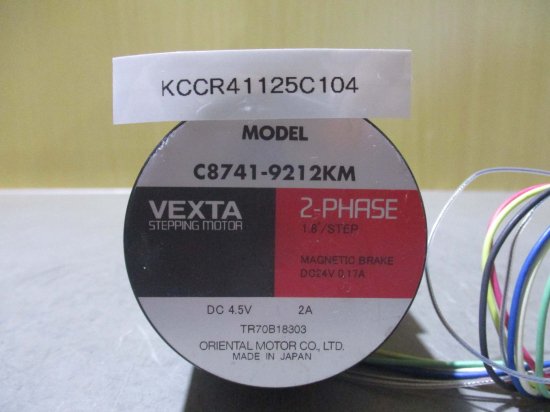 KCCR41125C104
MODEL
C8741-9212KM
VEXTA
STEPPING MOTOR
2-PHASE
1.8°/STEP
MAGNETIC BRAKE
DC24V 0.17A
DC 4.5V 2A
TR70B18303
ORIENTAL MOTOR CO., LTD.
MADE IN JAPAN